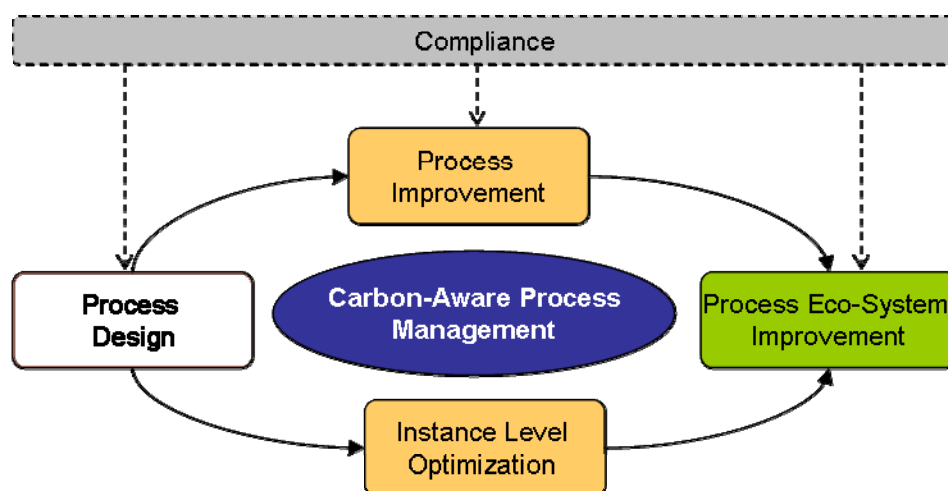 Compliance
Process
Improvement
Carbon-Aware Process
Management
Process
Design
Process Eco-System
Improvement
Instance Level
Optimization